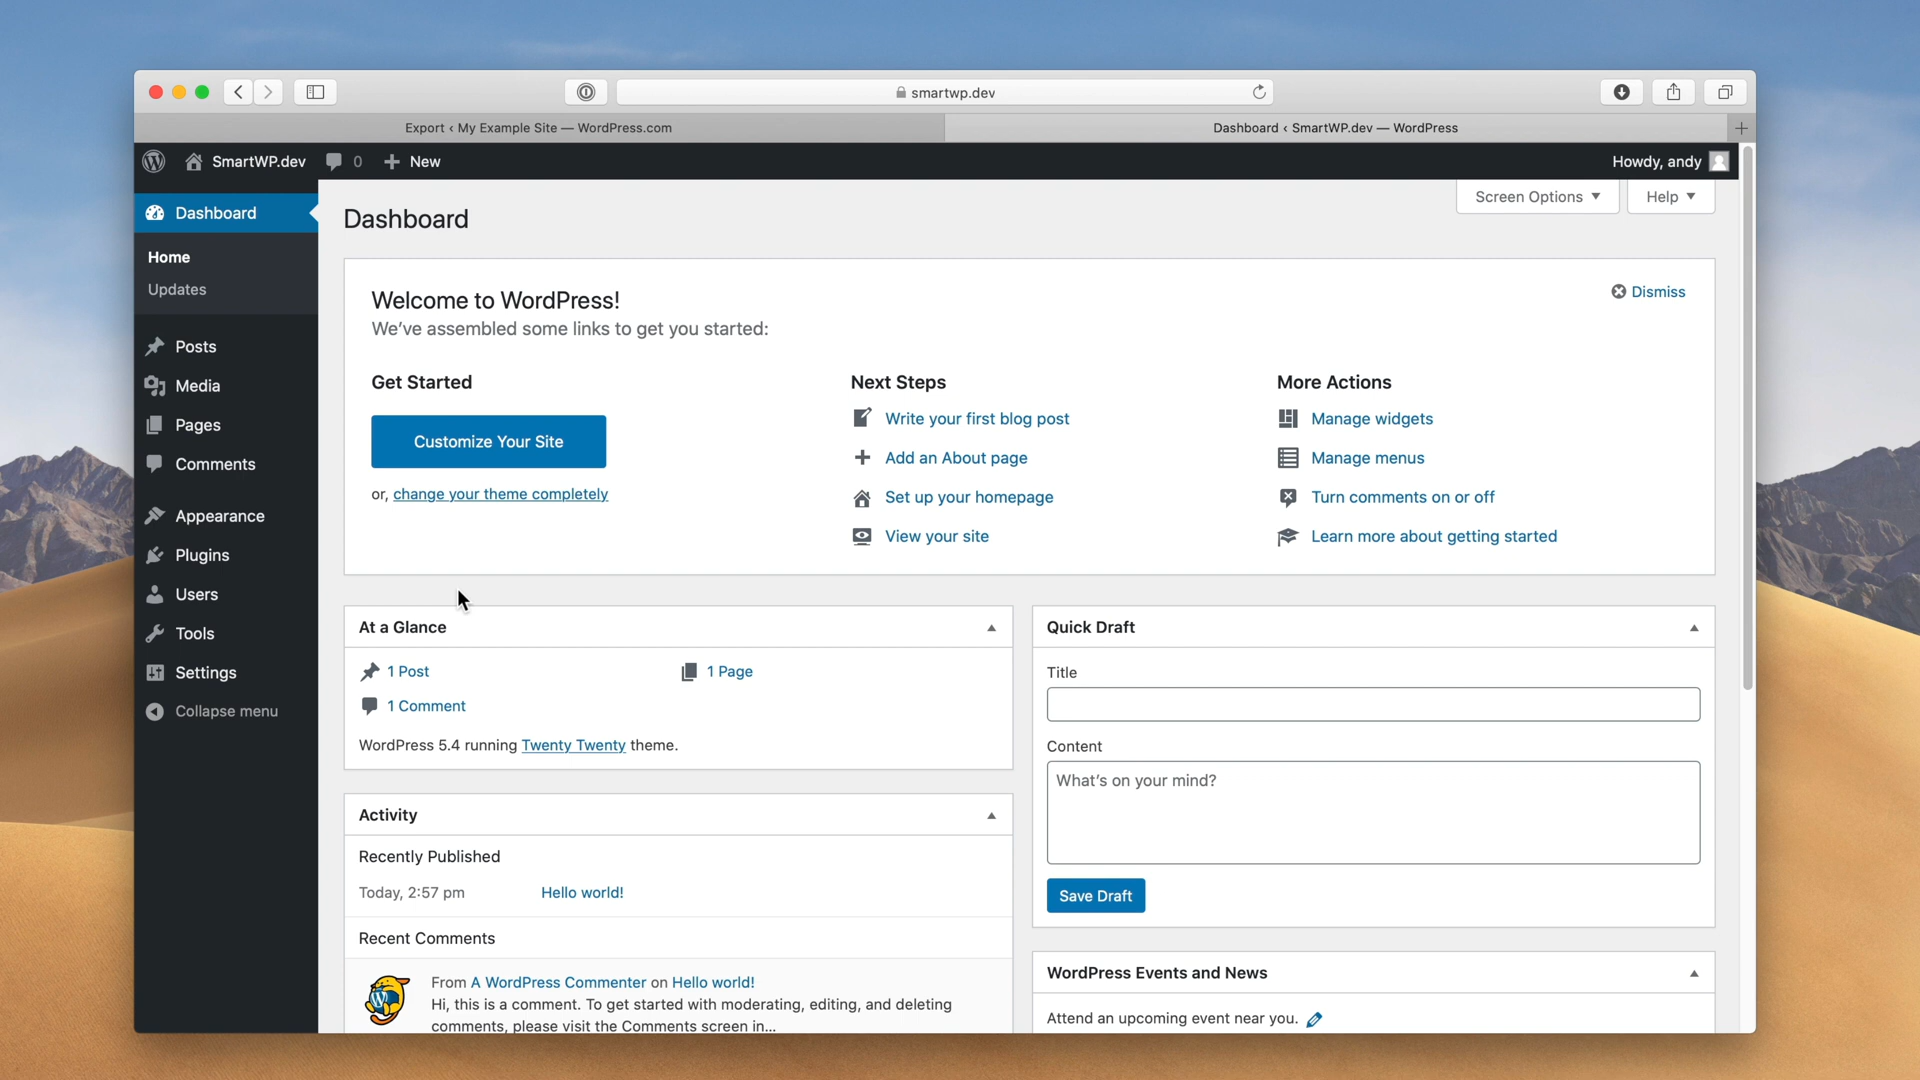 smartwp.dev
Export ‹ My Example Site — WordPress.com
Dashboard ‹ SmartWP.dev — WordPress
SmartWP.dev 0 New
Howdy, andy
Dashboard
Home
Updates
Posts
Media
Pages
Comments
Appearance
Plugins
Users
Tools
Settings
Collapse menu
Screen Options
Help
Dashboard
Welcome to WordPress!
Dismiss
We've assembled some links to get you started:
Get Started
Customize Your Site
or, change your theme completely
Next Steps
Write your first blog post
Add an About page
Set up your homepage
View your site
More Actions
Manage widgets
Manage menus
Turn comments on or off
Learn more about getting started
At a Glance
1 Post
1 Page
1 Comment
WordPress 5.4 running Twenty Twenty theme.
Activity
Recently Published
Today, 2:57 pm Hello world!
Recent Comments
From A WordPress Commenter on Hello world!
Hi, this is a comment. To get started with moderating, editing, and deleting
comments, please visit the Comments screen in...
Quick Draft
Title
Content
What's on your mind?
Save Draft
WordPress Events and News
Attend an upcoming event near you.